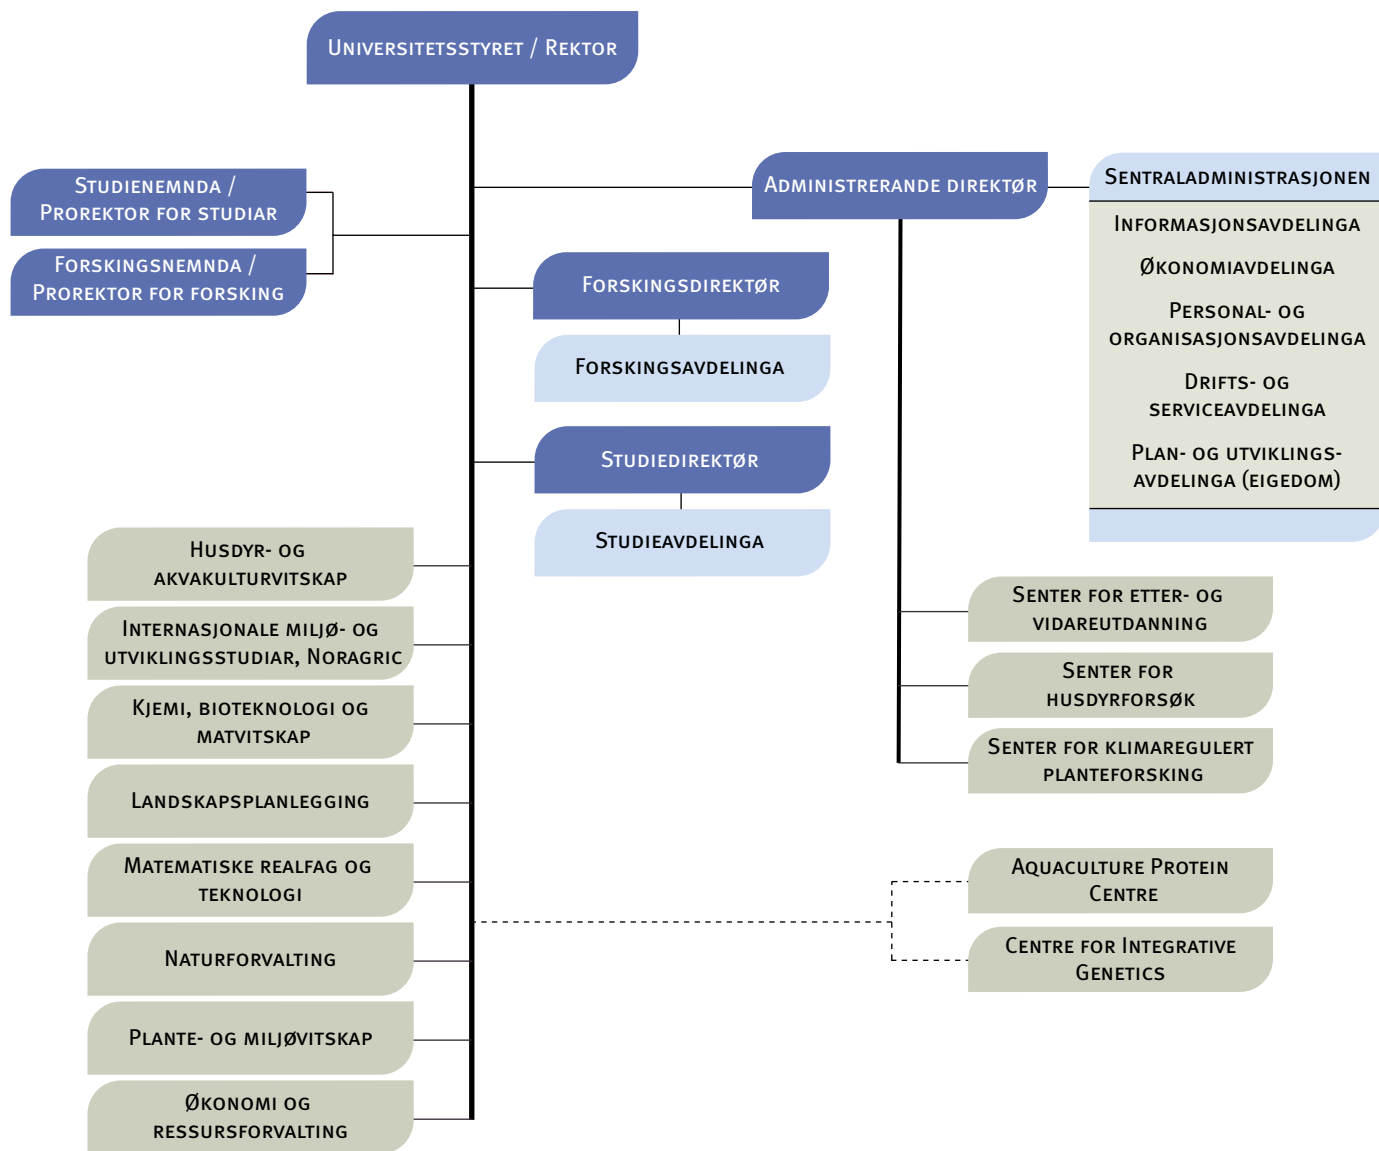 Universitetsstyret / Rektor
Studienemnda /
Prorektor for studiar
Forskingsnemnda /
Prorektor for forsking
Administrerande direktør
Sentraladministrasjonen
Informasjonsavdelinga
Økonomiavdelinga
Personal- og
organisasjonsavdelinga
Drifts- og
serviceavdelinga
Plan- og utviklings-
avdelinga (eigedom)
Forskingsdirektør
Forskingsavdelinga
Studiedirektør
Studieavdelinga
Husdyr- og
akvakulturvitskap
Internasjonale miljø- og
utviklingsstudiar, Noragric
Kjemi, bioteknologi og
matvitskap
Landskapsplanlegging
Matematiske realfag og
teknologi
Naturforvalting
Plante- og miljøvitskap
Økonomi og
ressursforvalting
Senter for etter- og
vidareutdanning
Senter for
husdyrforsøk
Senter for klimaregulert
planteforsking
Aquaculture Protein
Centre
Centre for Integrative
Genetics